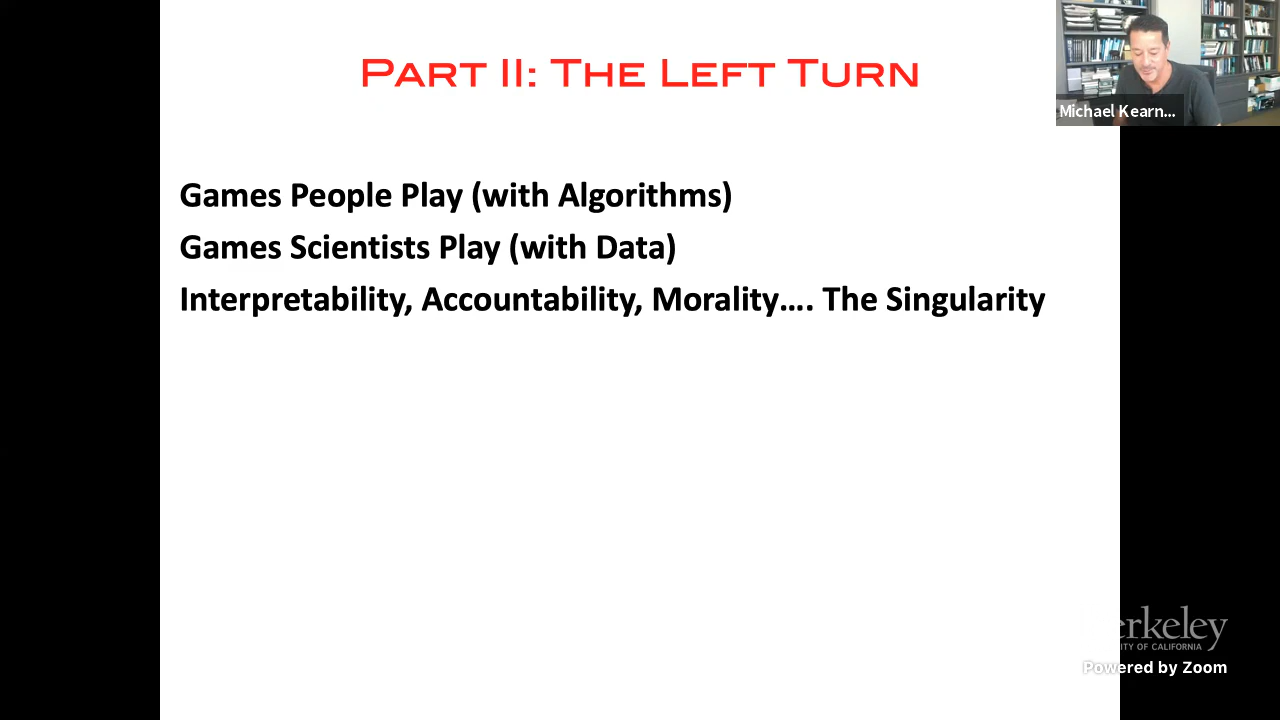 PART II: THE LEFT TURN
Michael Kearn...
Games People Play (with Algorithms)
Games Scientists Play (with Data)
Interpretability, Accountability, Morality…. The Singularity
erkeley
ITY OF CALIFORNIA
Powered by Zoom